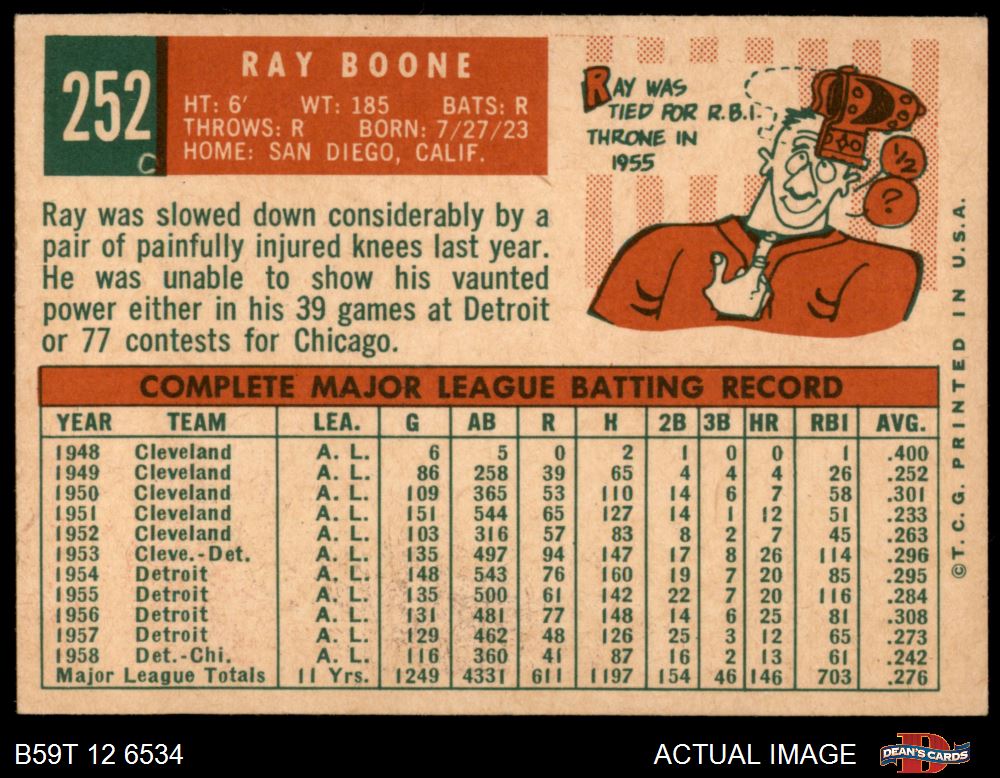 252
C
RAY BOONE
HT: 6′ WT: 185 BATS: R
THROWS: R BORN: 7/27/23
HOME: SAN DIEGO, CALIF.
RAY WAS
TIED FOR R.B.I.
THRONE IN
1955
1/2
?
Ray was slowed down considerably by a
pair of painfully injured knees last year.
He was unable to show his vaunted
power either in his 39 games at Detroit
or 77 contests for Chicago.
COMPLETE MAJOR LEAGUE BATTING RECORD
YEAR TEAM LEA. G AB R H 2B 3B HR RBI AVG.
1948 Cleveland A. L. 6 5 0 2 1 0 0 1 .400
1949 Cleveland A. L. 86 258 39 65 4 4 4 26 .252
1950 Cleveland A. L. 109 365 53 110 14 6 7 58 .301
1951 Cleveland A. L. 151 544 65 127 14 1 12 51 .233
1952 Cleveland A. L. 103 316 57 83 8 2 7 45 .263
1953 Cleve.-Det. A. L. 135 497 94 147 17 8 26 114 .296
1954 Detroit A. L. 148 543 76 160 19 7 20 85 .295
1955 Detroit A. L. 135 500 61 142 22 7 20 116 .284
1956 Detroit A. L. 131 481 77 148 14 6 25 81 .308
1957 Detroit A. L. 129 462 48 126 25 3 12 65 .273
1958 Det.-Chi. A. L. 116 360 41 87 16 2 13 61 .242
Major League Totals 11 Yrs. 1249 4331 611 1197 154 46 146 703 .276
© T. C. G. PRINTED IN U.S.A.
B59T 12 6534
ACTUAL IMAGE
D
DEAN'S CARDS